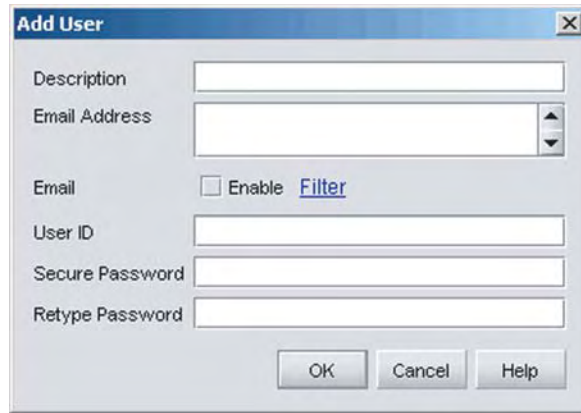 Add User
Description
Email Address
Email Enable Filter
User ID
Secure Password
Retype Password
OK Cancel Help